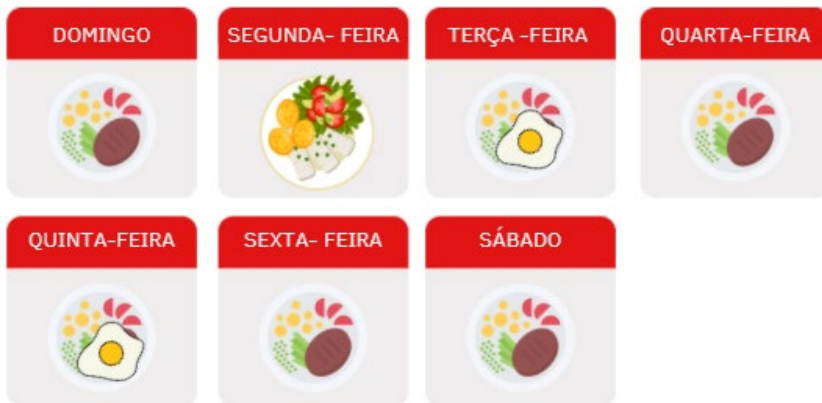 DOMINGO
SEGUNDA- FEIRA
TERÇA -FEIRA
QUARTA-FEIRA
QUINTA-FEIRA
SEXTA- FEIRA
SÁBADO